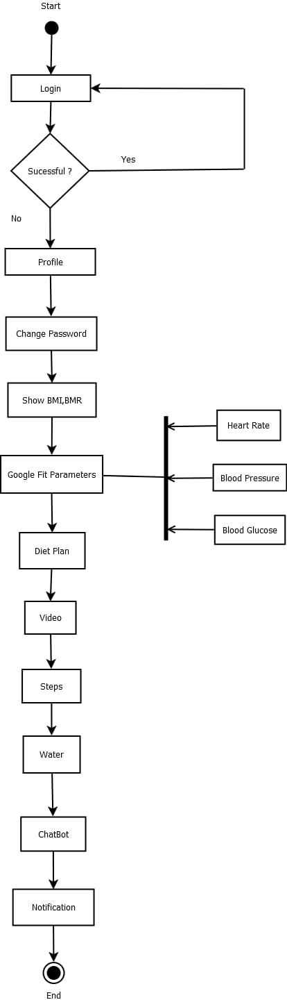 Start
Login
Sucessful ?
Yes
No
Profile
Change Password
Show BMI,BMR
Heart Rate
Google Fit Parameters
Blood Pressure
Blood Glucose
Diet Plan
Video
Steps
Water
ChatBot
Notification
End